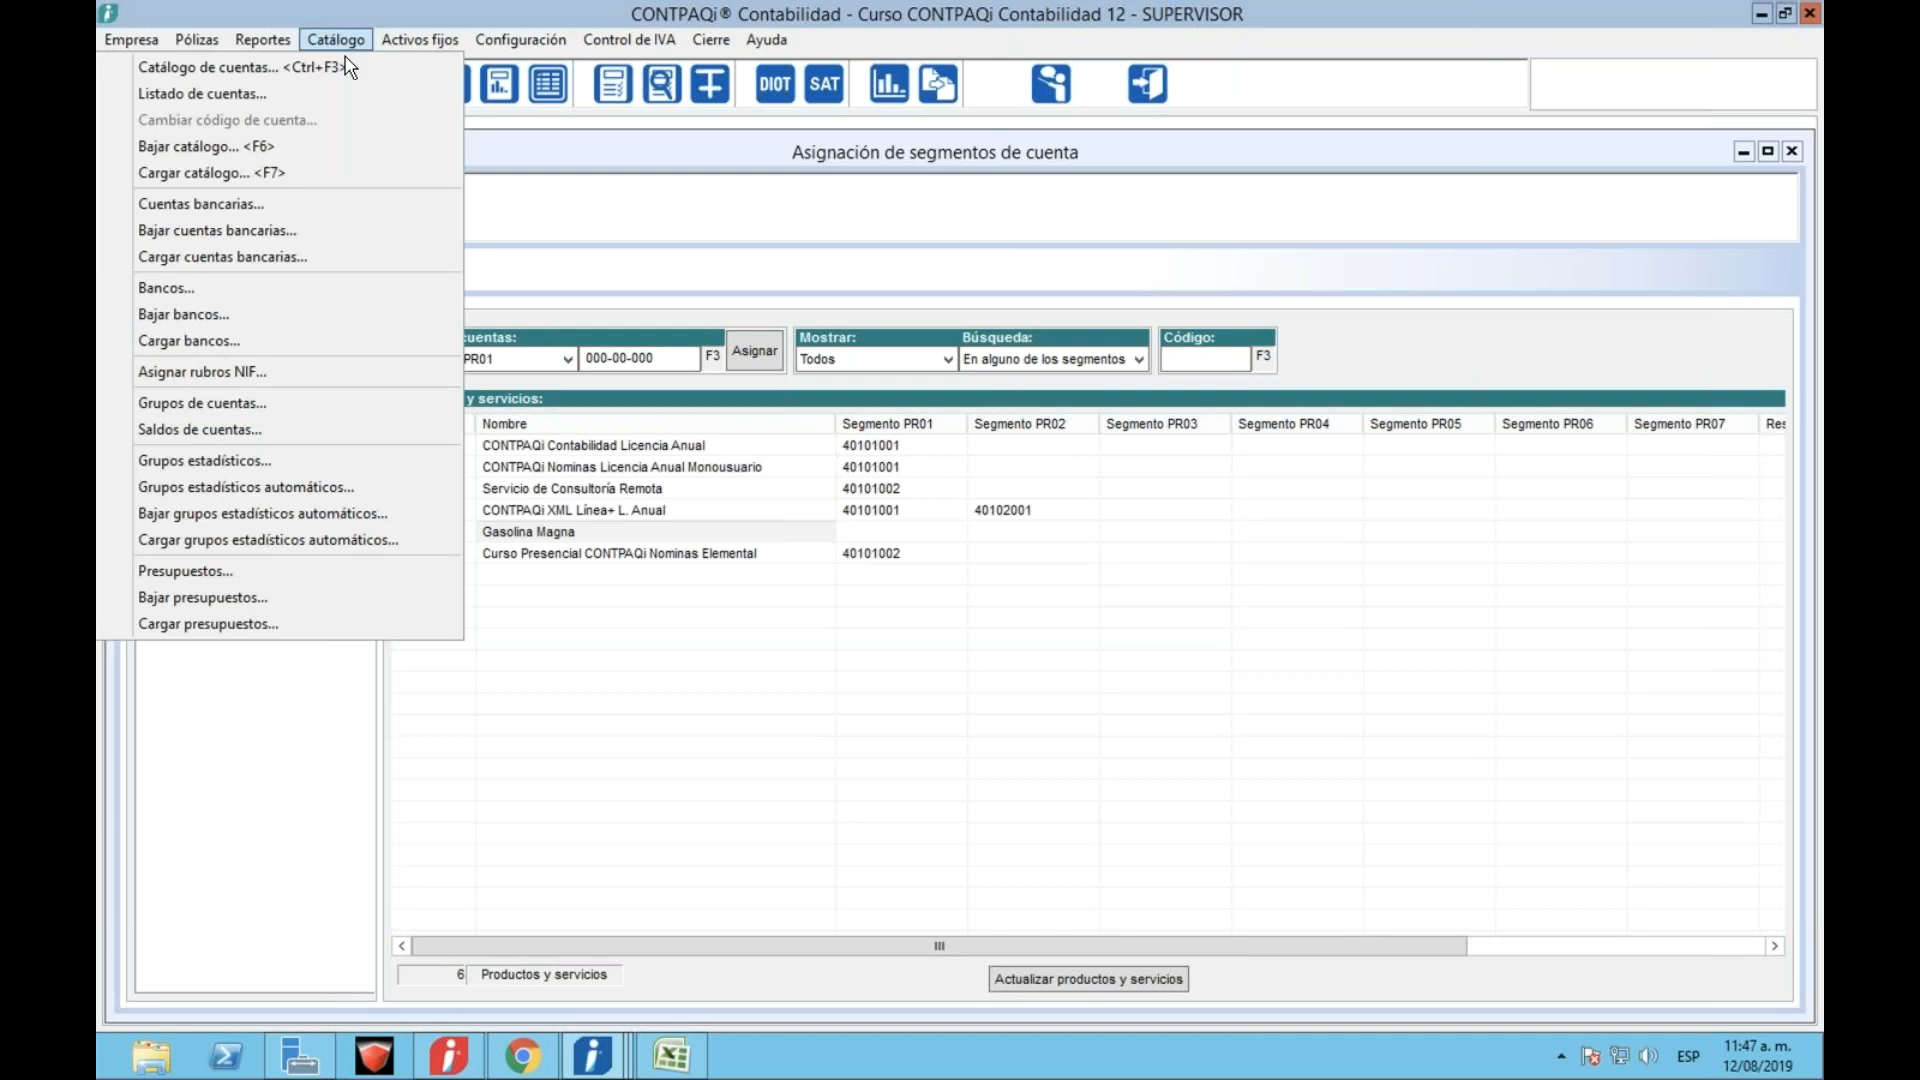 CONTPAQi® Contabilidad - Curso CONTPAQi Contabilidad 12 - SUPERVISOR
Empresa Pólizas Reportes Catálogo Activos fijos Configuración Control de IVA Cierre Ayuda
Catálogo de cuentas... <Ctrl+F3>
Listado de cuentas...
Cambiar código de cuenta...
Bajar catálogo... <F6>
Cargar catálogo... <F7>
Cuentas bancarias...
Bajar cuentas bancarias...
Cargar cuentas bancarias...
Bancos...
Bajar bancos...
Cargar bancos...
Asignar rubros NIF...
Grupos de cuentas...
Saldos de cuentas...
Grupos estadísticos...
Grupos estadísticos automáticos...
Bajar grupos estadísticos automáticos...
Cargar grupos estadísticos automáticos...
Presupuestos...
Bajar presupuestos...
Cargar presupuestos...
DIOT SAT
Asignación de segmentos de cuenta
cuentas: Mostrar: Búsqueda: Código:
PR01 000-00-000 F3 Asignar Todos En alguno de los segmentos F3
y servicios:
Nombre Segmento PR01 Segmento PR02 Segmento PR03 Segmento PR04 Segmento PR05 Segmento PR06 Segmento PR07 Res
CONTPAQi Contabilidad Licencia Anual 40101001
CONTPAQi Nominas Licencia Anual Monousuario 40101001
Servicio de Consultoría Remota 40101002
CONTPAQi XML Línea+ L. Anual 40101001 40102001
Gasolina Magna
Curso Presencial CONTPAQi Nominas Elemental 40101002
6 Productos y servicios Actualizar productos y servicios
ESP 11:47 a. m.
12/08/2019